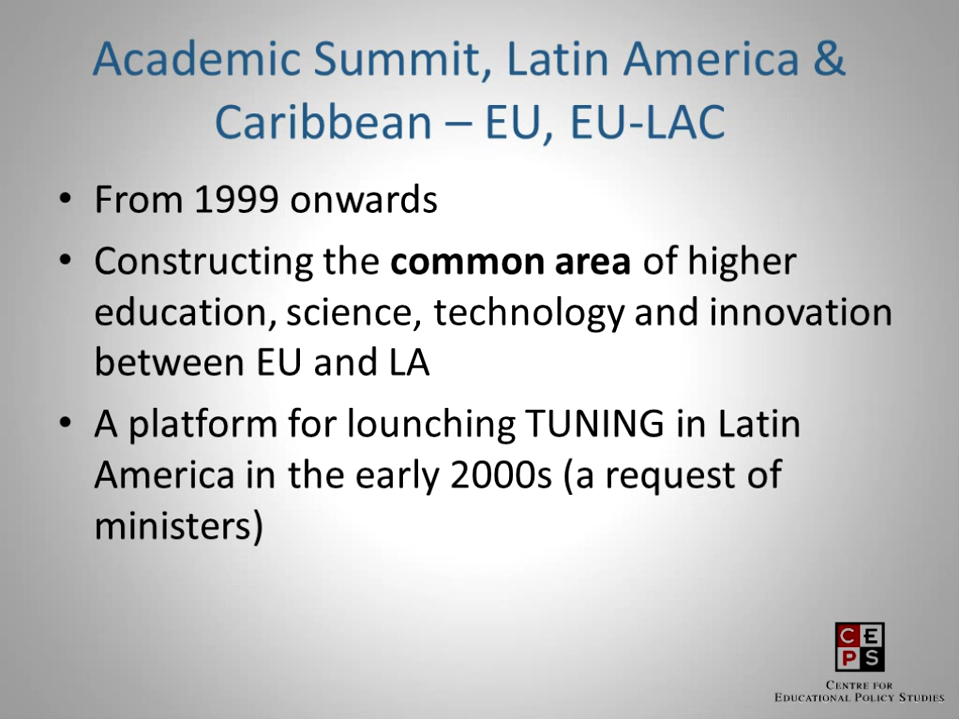 Academic Summit, Latin America &
Caribbean – EU, EU-LAC
• From 1999 onwards
• Constructing the common area of higher
education, science, technology and innovation
between EU and LA
• A platform for lounching TUNING in Latin
America in the early 2000s (a request of
ministers)
C E
P S
CENTRE FOR
EDUCATIONAL POLICY STUDIES